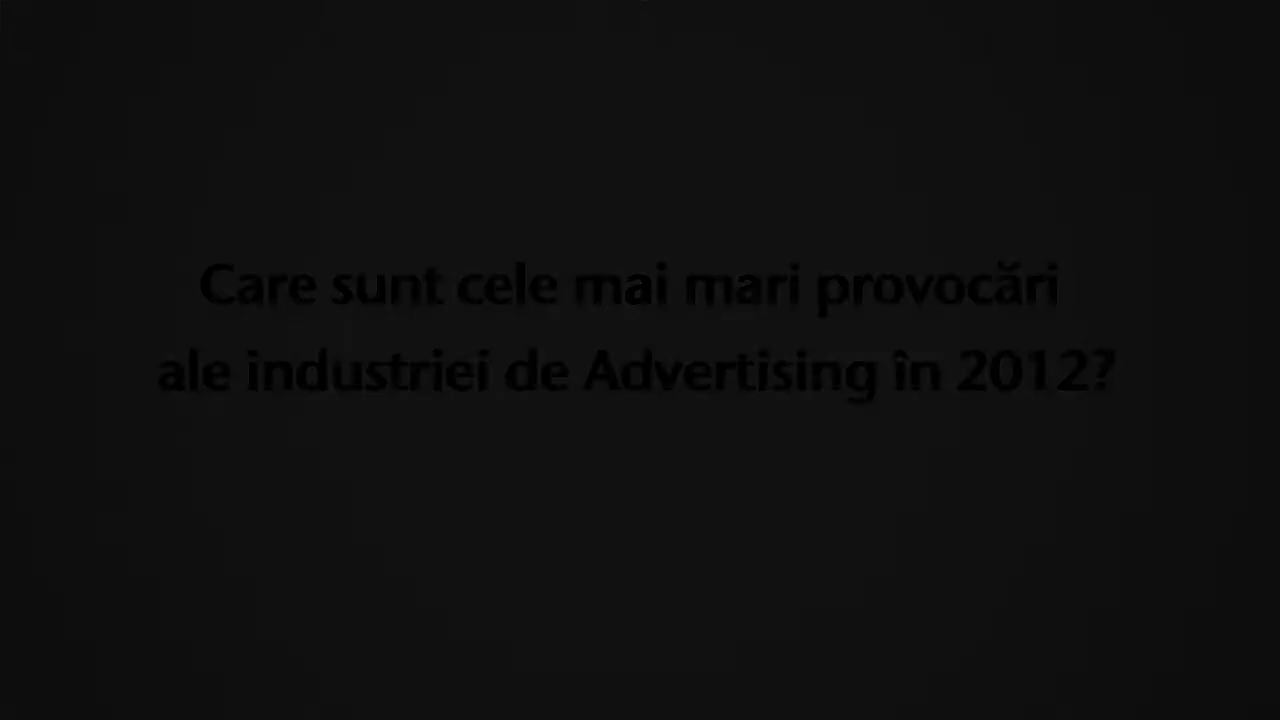 Care sunt cele mai mari provocări
ale industriei de Advertising în 2012?